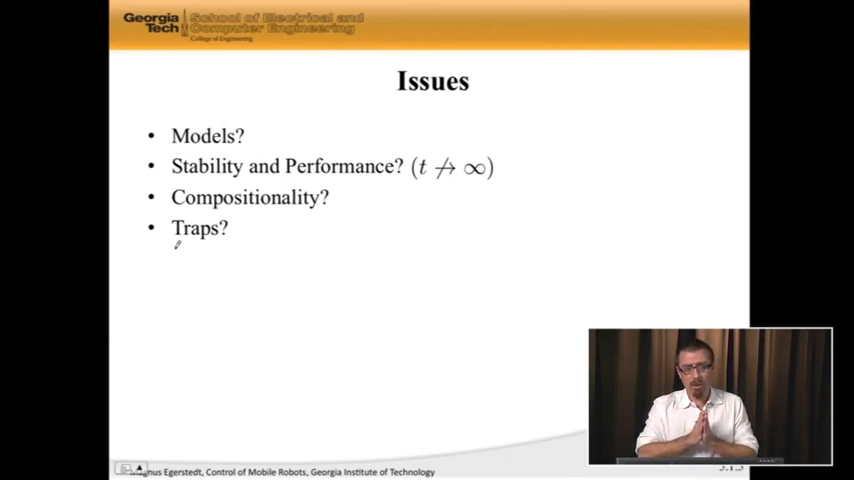 Georgia Tech
School of Electrical and
Computer Engineering
College of Engineering
Issues
• Models?
• Stability and Performance? (t ↛ ∞)
• Compositionality?
• Traps?
Magnus Egerstedt, Control of Mobile Robots, Georgia Institute of Technology